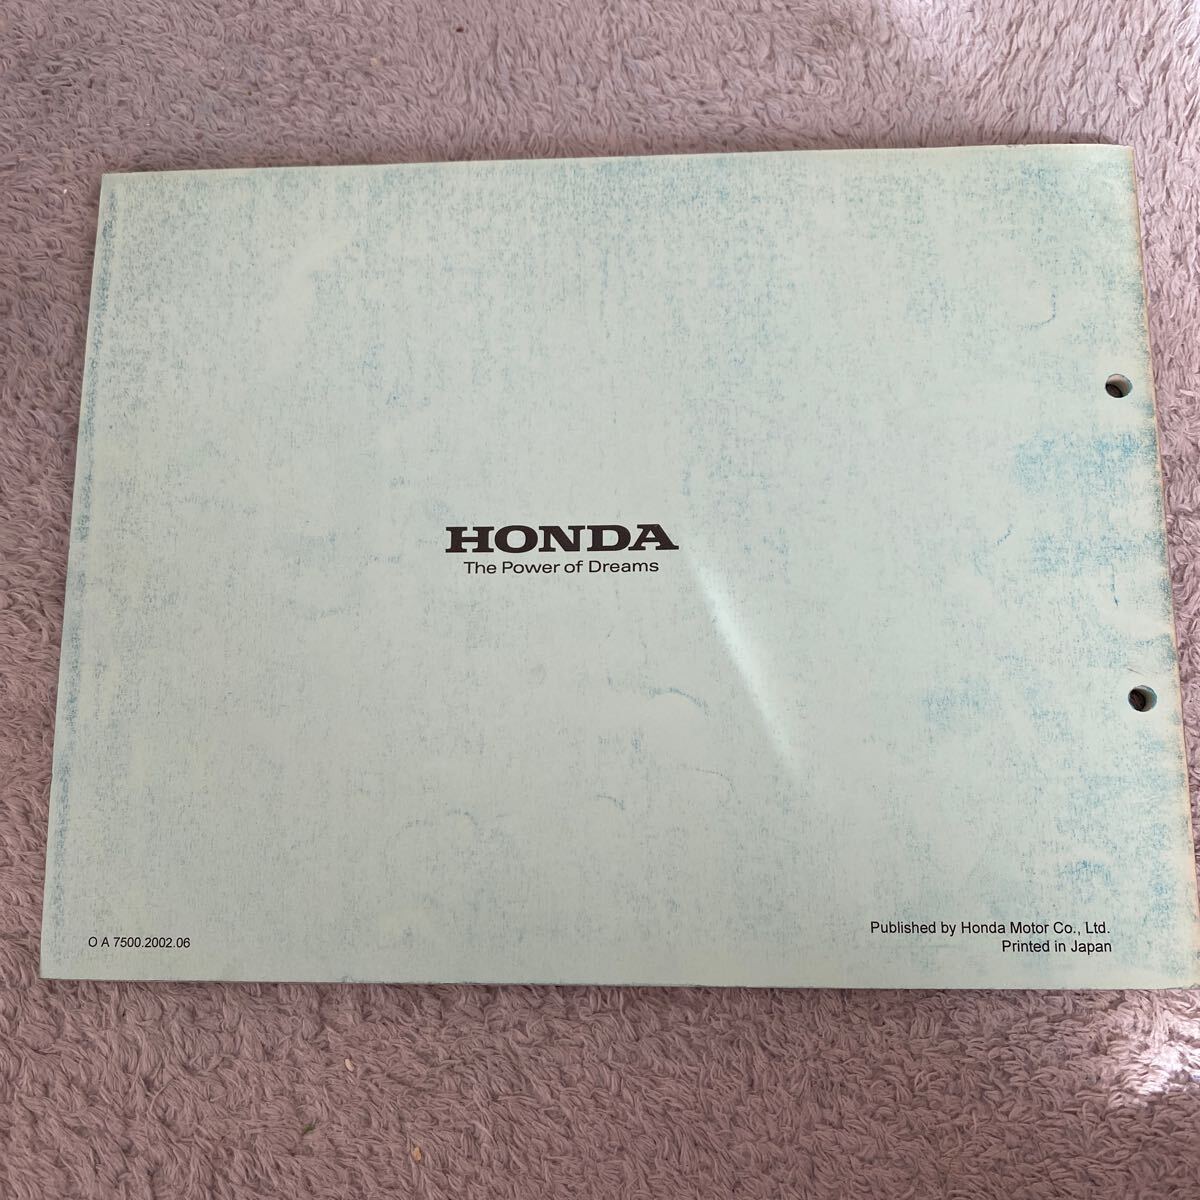 HONDA
The Power of Dreams
O A 7500.2002.06
Published by Honda Motor Co., Ltd.
Printed in Japan